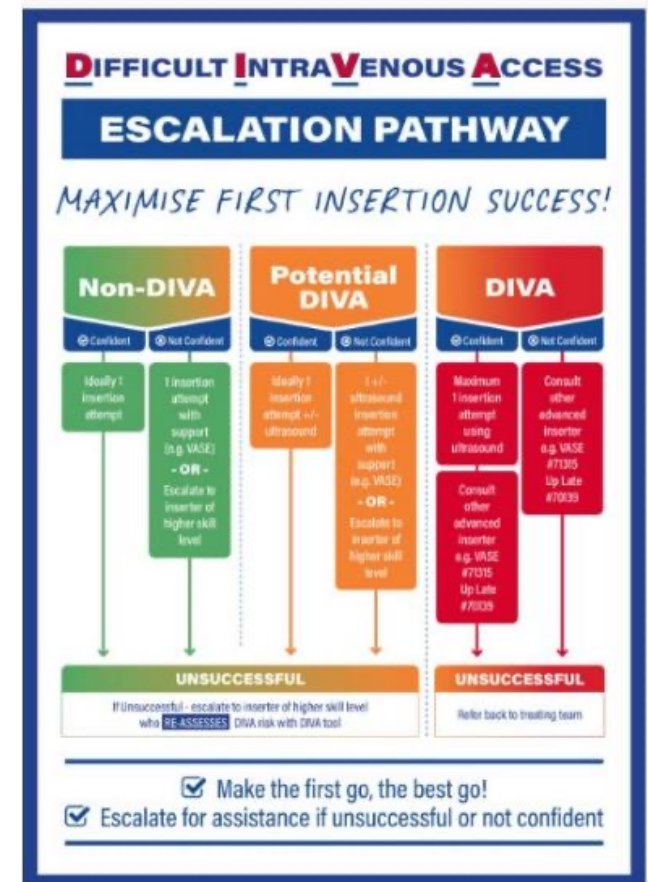 DIFFICULT INTRAVENOUS ACCESS
ESCALATION PATHWAY
MAXIMISE FIRST INSERTION SUCCESS!
Non-DIVA
Confident
Not Confident
Ideally 1
insertion
attempt
1 insertion
attempt
with
support
(e.g. VASE)
- OR -
Escalate to
inserter of
higher skill
level
Potential
DIVA
Confident
Not Confident
Ideally 1
insertion
attempt +/-
ultrasound
1 +/-
ultrasound
insertion
attempt
with
support
(e.g. VASE)
- OR -
Escalate to
inserter of
higher skill
level
DIVA
Confident
Not Confident
Maximum
1 insertion
attempt
using
ultrasound
Consult
other
advanced
inserter
e.g. VASE
#71315
Up Late
#70139
Consult
other
advanced
inserter
e.g. VASE
#71315
Up Late
#70139
UNSUCCESSFUL
If Unsuccessful - escalate to inserter of higher skill level
who RE-ASSESSES DIVA risk with DIVA tool
UNSUCCESSFUL
Refer back to treating team
Make the first go, the best go!
Escalate for assistance if unsuccessful or not confident